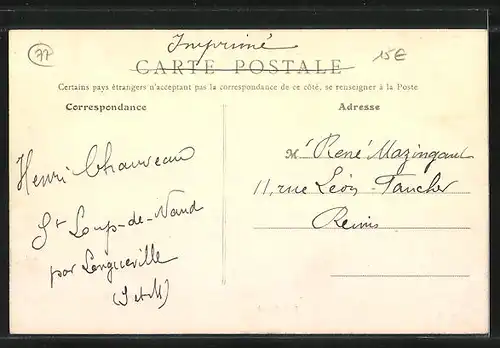 77
Imprimé
15€
CARTE POSTALE
Certains pays étrangers n'acceptant pas la correspondance de ce côté, se renseigner à la Poste
Correspondance
Henri Chauveau
St Loup-de-Naud
par Longueville
(S et M)
Adresse
M René Mazingant
11, rue Léon-Faucher
Reims